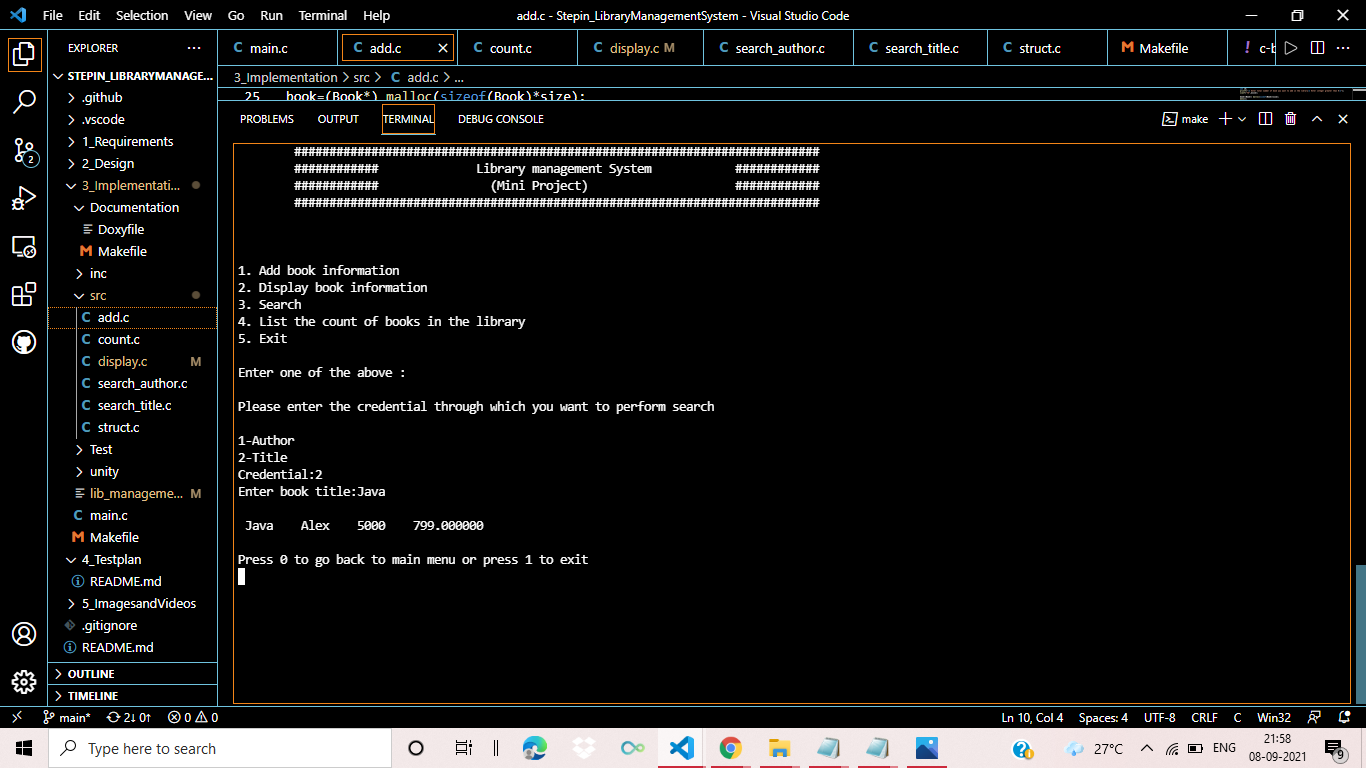 File Edit Selection View Go Run Terminal Help add.c - Stepin_LibraryManagementSystem - Visual Studio Code
EXPLORER
STEPIN_LIBRARYMANAGE...
.github
.vscode
1_Requirements
2_Design
3_Implementati...
Documentation
Doxyfile
M Makefile
inc
src
C add.c
C count.c
C display.c M
C search_author.c
C search_title.c
C struct.c
Test
unity
lib_manageme... M
C main.c
M Makefile
4_Testplan
README.md
5_ImagesandVideos
.gitignore
README.md
OUTLINE
TIMELINE
2
C main.c C add.c C count.c C display.c M C search_author.c C search_title.c C struct.c M Makefile ! c-b
3_Implementation > src > C add.c > ...
25 book=(Book*) malloc(sizeof(Book)*size);
PROBLEMS OUTPUT TERMINAL DEBUG CONSOLE make
###########################################################################
############ Library management System ############
############ (Mini Project) ############
###########################################################################
1. Add book information
2. Display book information
3. Search
4. List the count of books in the library
5. Exit
Enter one of the above :
Please enter the credential through which you want to perform search
1-Author
2-Title
Credential:2
Enter book title:Java
Java Alex 5000 799.000000
Press 0 to go back to main menu or press 1 to exit
main* 2↓ 0↑ 0 0 Ln 10, Col 4 Spaces: 4 UTF-8 CRLF C Win32
Type here to search 27°C ENG 21:58
08-09-2021 9